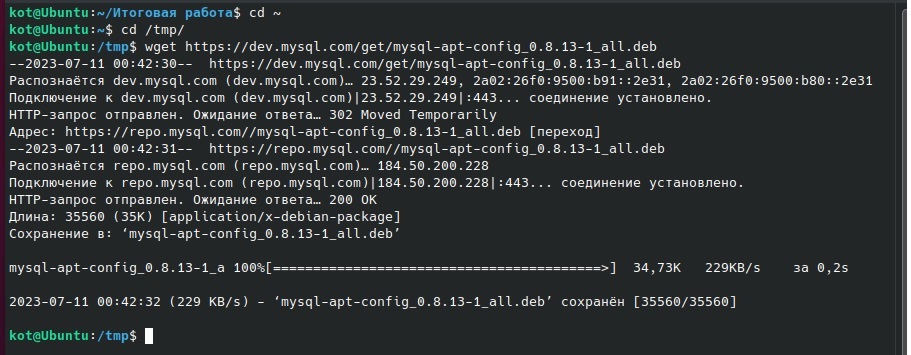 kot@Ubuntu:~/Итоговая работа$ cd ~
kot@Ubuntu:~$ cd /tmp/
kot@Ubuntu:/tmp$ wget https://dev.mysql.com/get/mysql-apt-config_0.8.13-1_all.deb
--2023-07-11 00:42:30--  https://dev.mysql.com/get/mysql-apt-config_0.8.13-1_all.deb
Распознаётся dev.mysql.com (dev.mysql.com)… 23.52.29.249, 2a02:26f0:9500:b91::2e31, 2a02:26f0:9500:b80::2e31
Подключение к dev.mysql.com (dev.mysql.com)|23.52.29.249|:443... соединение установлено.
HTTP-запрос отправлен. Ожидание ответа… 302 Moved Temporarily
Адрес: https://repo.mysql.com//mysql-apt-config_0.8.13-1_all.deb [переход]
--2023-07-11 00:42:31--  https://repo.mysql.com//mysql-apt-config_0.8.13-1_all.deb
Распознаётся repo.mysql.com (repo.mysql.com)… 184.50.200.228
Подключение к repo.mysql.com (repo.mysql.com)|184.50.200.228|:443... соединение установлено.
HTTP-запрос отправлен. Ожидание ответа… 200 OK
Длина: 35560 (35K) [application/x-debian-package]
Сохранение в: ‘mysql-apt-config_0.8.13-1_all.deb’
mysql-apt-config_0.8.13-1_a 100%[=========================================>]  34,73K   229KB/s    за 0,2s
2023-07-11 00:42:32 (229 KB/s) - ‘mysql-apt-config_0.8.13-1_all.deb’ сохранён [35560/35560]
kot@Ubuntu:/tmp$